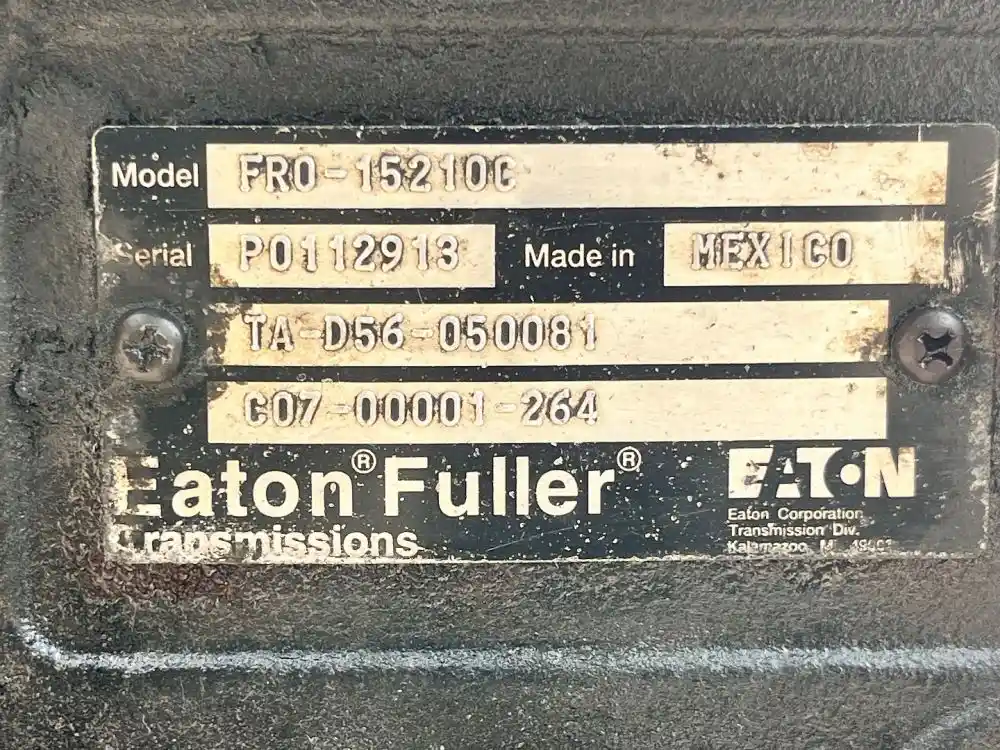 Model FRO-15210C
Serial P0112913 Made in MEXICO
TA-D56-050081
C07-00001-264
Eaton® Fuller®
Transmissions
EATON
Eaton Corporation
Transmission Div.
Kalamazoo